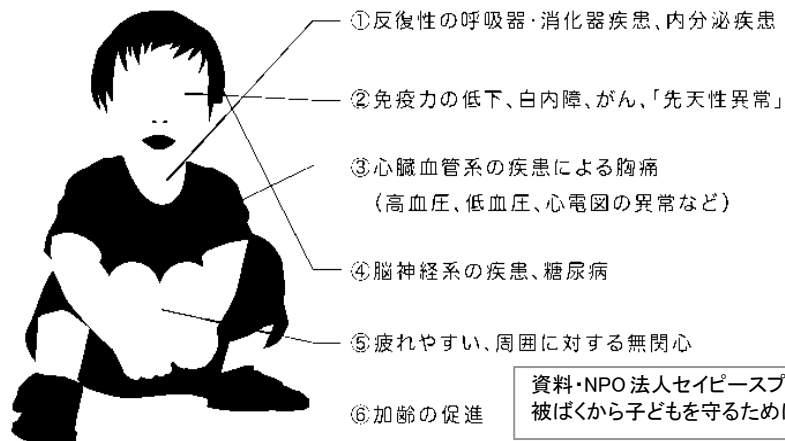 ①反復性の呼吸器・消化器疾患、内分泌疾患
②免疫力の低下、白内障、がん、「先天性異常」
③心臓血管系の疾患による胸痛
（高血圧、低血圧、心電図の異常など）
④脳神経系の疾患、糖尿病
⑤疲れやすい、周囲に対する無関心
⑥加齢の促進
資料・NPO 法人セイピースプ
被ばくから子どもを守るために